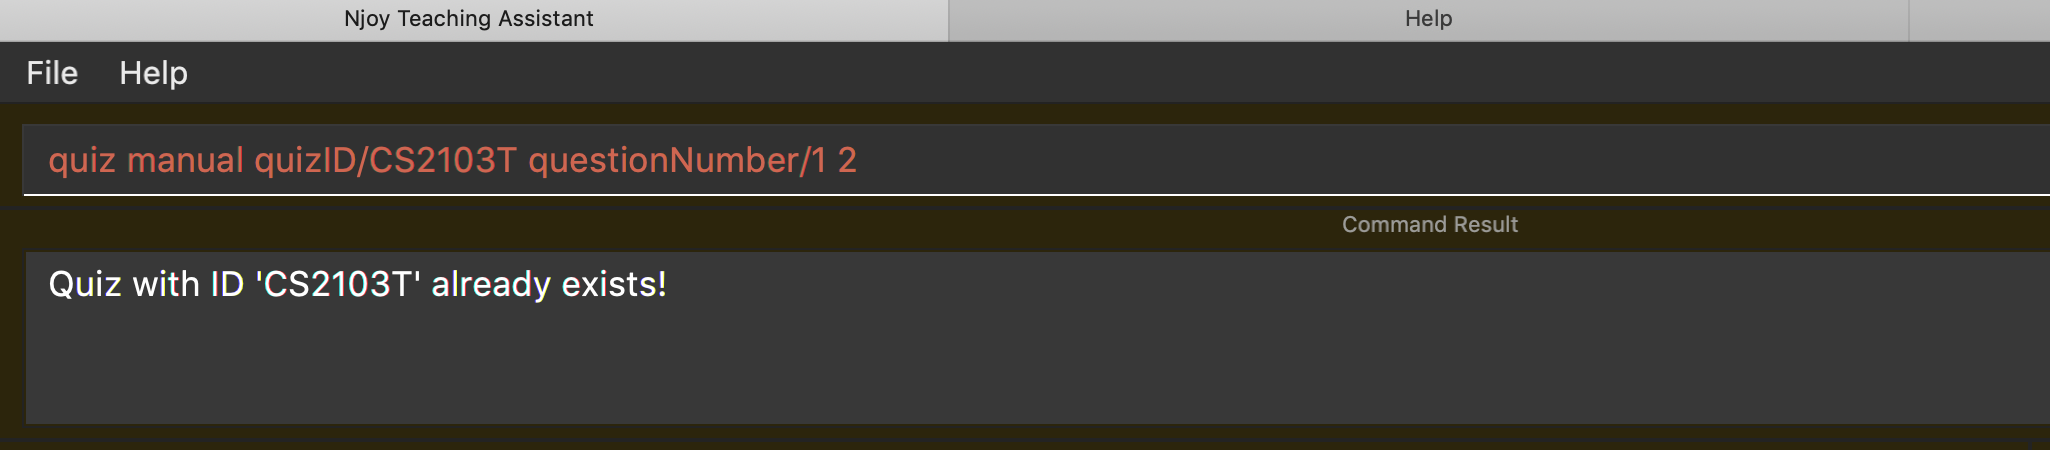 Njoy Teaching Assistant Help
File Help
quiz manual quizID/CS2103T questionNumber/1 2
Command Result
Quiz with ID 'CS2103T' already exists!